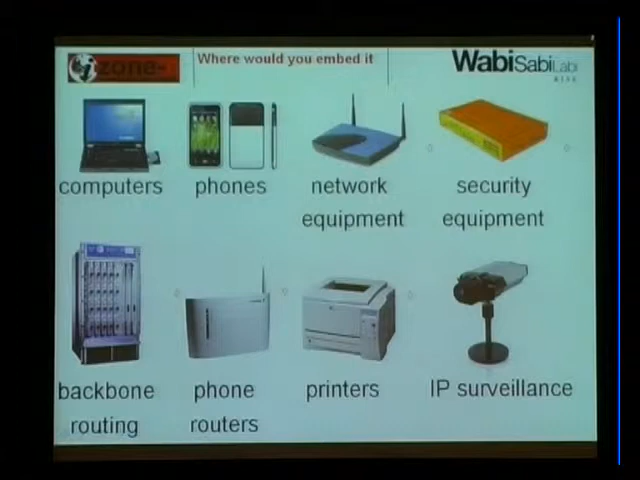 zone-
Where would you embed it
WabiSabiLabi
computers
phones
network
equipment
security
equipment
backbone
routing
phone
routers
printers
IP surveillance